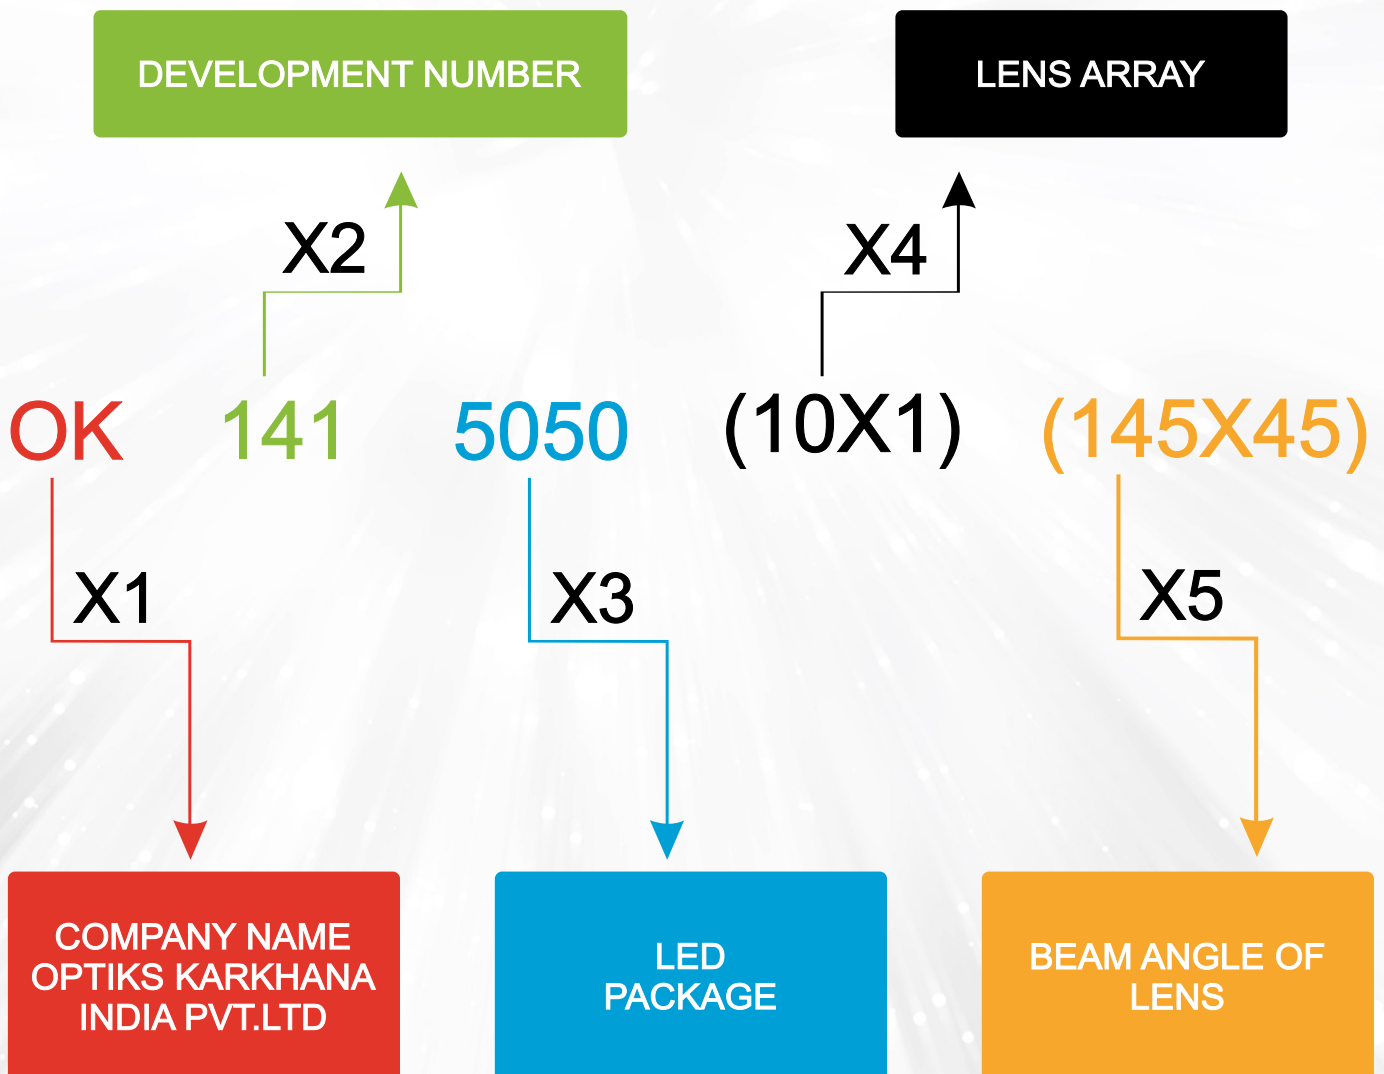 DEVELOPMENT NUMBER
LENS ARRAY
X2
X4
OK 141 5050 (10X1) (145X45)
X1
X3
X5
COMPANY NAME
OPTIKS KARKHANA
INDIA PVT.LTD
LED
PACKAGE
BEAM ANGLE OF
LENS